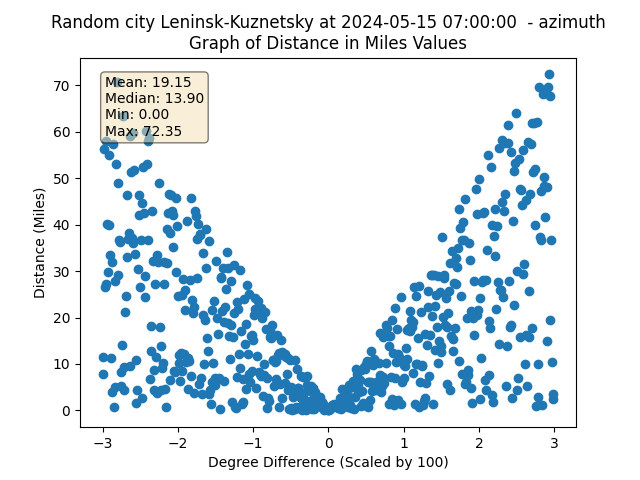 Random city Leninsk-Kuznetsky at 2024-05-15 07:00:00  - azimuth
Graph of Distance in Miles Values
Mean: 19.15
Median: 13.90
Min: 0.00
Max: 72.35
Distance (Miles)
70
60
50
40
30
20
10
0
−3
−2
−1
0
1
2
3
Degree Difference (Scaled by 100)